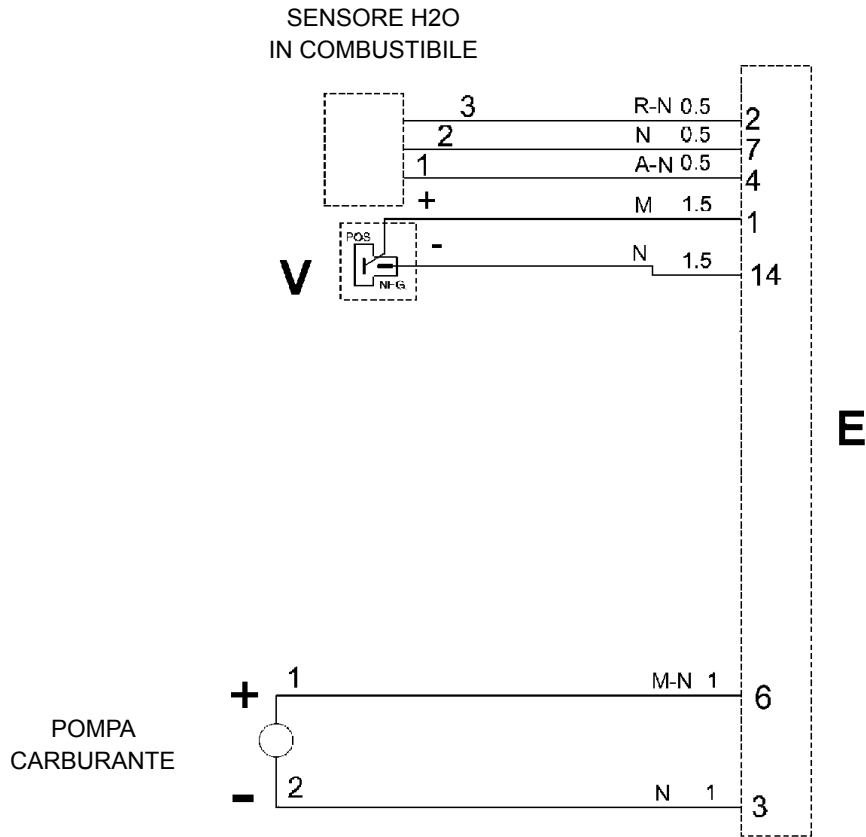 SENSORE H2O
IN COMBUSTIBILE
3 R-N 0.5 2
2 N 0.5 7
1 A-N 0.5 4
+ M 1.5 1
POS
- N 1.5 14
V
NEG
E
+ 1 M-N 1 6
POMPA
CARBURANTE
- 2 N 1 3